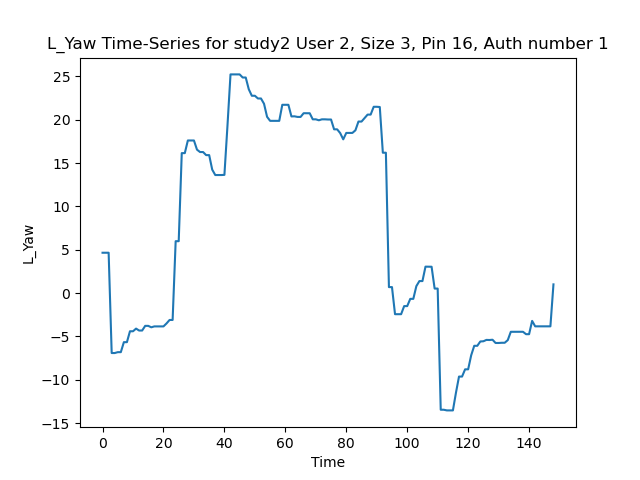 L_Yaw Time-Series for study2 User 2, Size 3, Pin 16, Auth number 1
25
20
15
10
5
0
−5
−10
−15
L_Yaw
0 20 40 60 80 100 120 140
Time